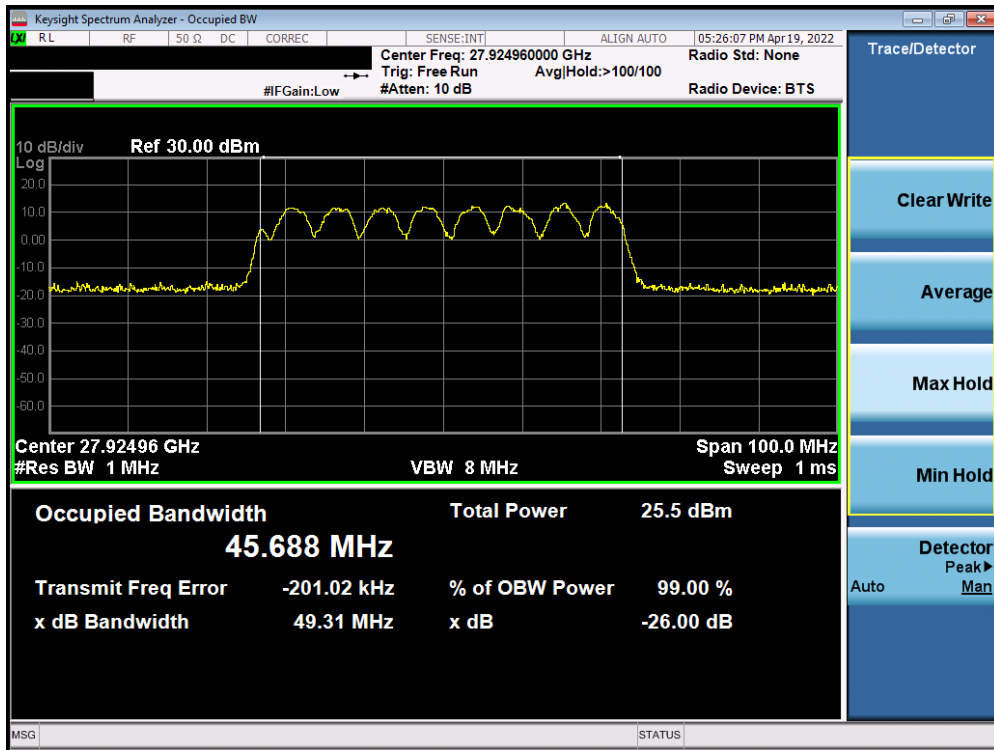 Keysight Spectrum Analyzer - Occupied BW
LXI RL RF 50 Ω DC CORREC SENSE:INT ALIGN AUTO 05:26:07 PM Apr 19, 2022
Center Freq: 27.924960000 GHz Radio Std: None
Trig: Free Run Avg|Hold:>100/100
#IFGain:Low #Atten: 10 dB Radio Device: BTS
10 dB/div Ref 30.00 dBm
Log
20.0
10.0
0.00
-10.0
-20.0
-30.0
-40.0
-50.0
-60.0
Center 27.92496 GHz Span 100.0 MHz
#Res BW 1 MHz VBW 8 MHz Sweep 1 ms
Occupied Bandwidth Total Power 25.5 dBm
45.688 MHz
Transmit Freq Error -201.02 kHz % of OBW Power 99.00 %
x dB Bandwidth 49.31 MHz x dB -26.00 dB
Trace/Detector
Clear Write
Average
Max Hold
Min Hold
Detector
Peak▶
Auto Man
MSG STATUS